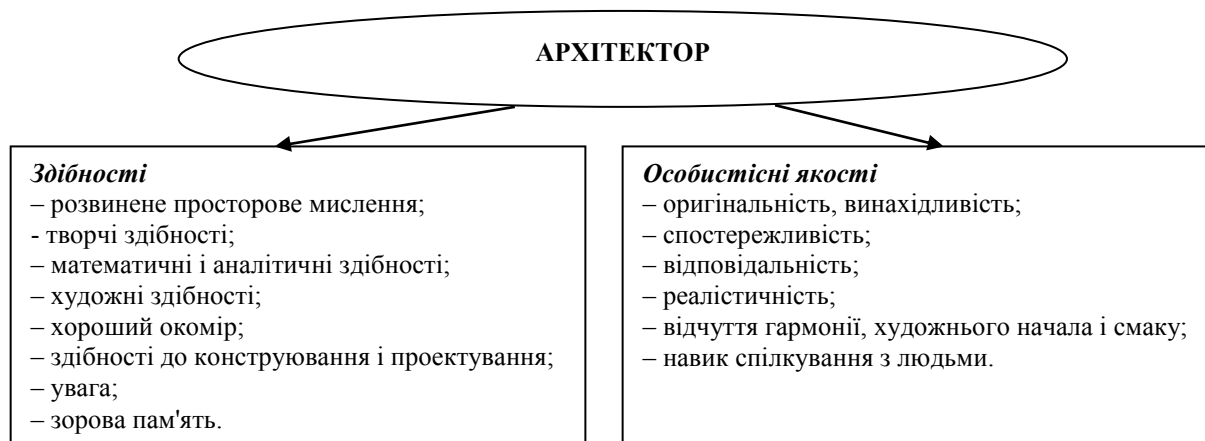 АРХІТЕКТОР
Здібності
– розвинене просторове мислення;
- творчі здібності;
– математичні і аналітичні здібності;
– художні здібності;
– хороший окомір;
– здібності до конструювання і проектування;
– увага;
– зорова пам'ять.
Особистісні якості
– оригінальність, винахідливість;
– спостережливість;
– відповідальність;
– реалістичність;
– відчуття гармонії, художнього начала і смаку;
– навик спілкування з людьми.